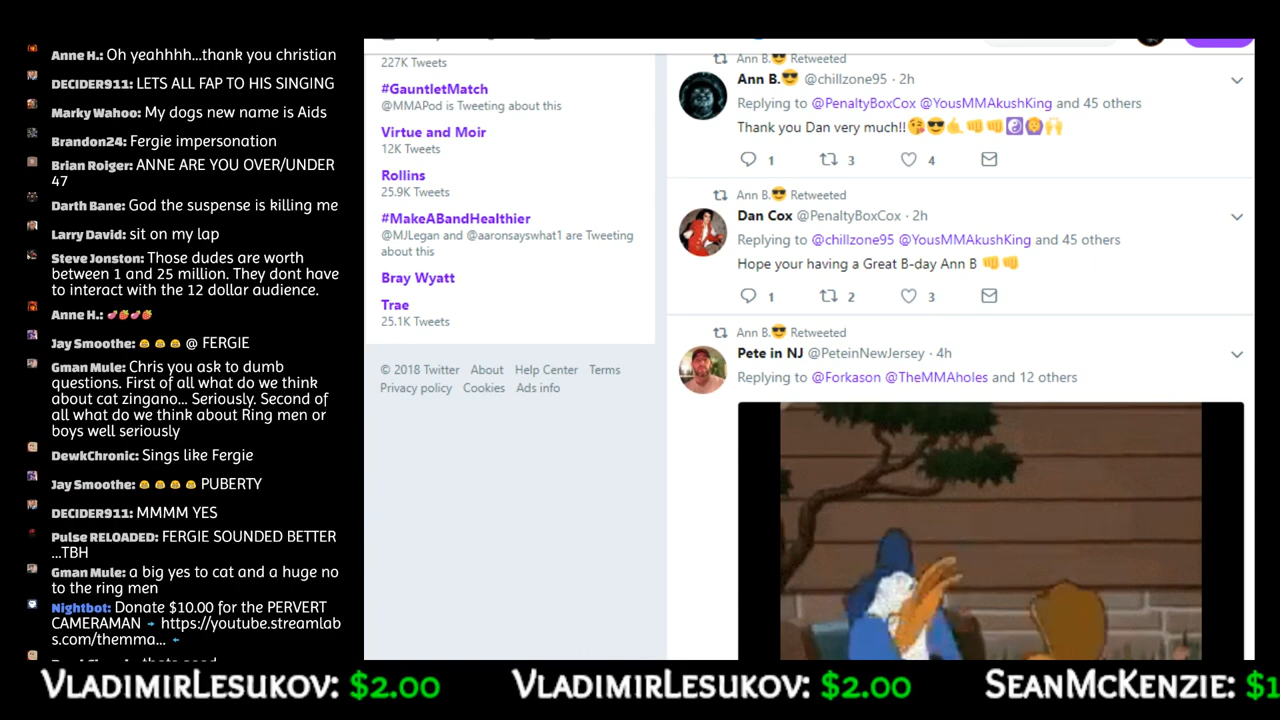 Anne H.: Oh yeahhhh...thank you christian
DECIDER911: LETS ALL FAP TO HIS SINGING
Marky Wahoo: My dogs new name is Aids
Brandon24: Fergie impersonation
Brian Roiger: ANNE ARE YOU OVER/UNDER
47
Darth Bane: God the suspense is killing me
Larry David: sit on my lap
Steve Jonston: Those dudes are worth
between 1 and 25 million. They dont have
to interact with the 12 dollar audience.
Anne H.: 💅🍓💅🍓
Jay Smoothe: @ FERGIE
Gman Mule: Chris you ask to dumb
questions. First of all what do we think
about cat zingano... Seriously. Second of
all what do we think about Ring men or
boys well seriously
DewkChronic: Sings like Fergie
Jay Smoothe: PUBERTY
DECIDER911: MMMM YES
Pulse RELOADED: FERGIE SOUNDED BETTER
...TBH
Gman Mule: a big yes to cat and a huge no
to the ring men
Nightbot: Donate $10.00 for the PERVERT
CAMERAMAN → https://youtube.streamlab
s.com/themma... ←
227K Tweets
#GauntletMatch
@MMAPod is Tweeting about this
Virtue and Moir
12K Tweets
Rollins
25.9K Tweets
#MakeABandHealthier
@MJLegan and @aaronsayswhat1 are Tweeting
about this
Bray Wyatt
Trae
25.1K Tweets
© 2018 Twitter About Help Center Terms
Privacy policy Cookies Ads info
Ann B.😎 Retweeted
Ann B.😎 @chillzone95 · 2h
Replying to @PenaltyBoxCox @YousMMAkushKing and 45 others
Thank you Dan very much!!😘😎🤙👊👊☯🙆🙌
1 3 4
Ann B.😎 Retweeted
Dan Cox @PenaltyBoxCox · 2h
Replying to @chillzone95 @YousMMAkushKing and 45 others
Hope your having a Great B-day Ann B 👊👊
1 2 3
Ann B.😎 Retweeted
Pete in NJ @PeteinNewJersey · 4h
Replying to @Forkason @TheMMAholes and 12 others
VLADIMIRLESUKOV: $2.00 VLADIMIRLESUKOV: $2.00 SEANMCKENZIE: $1